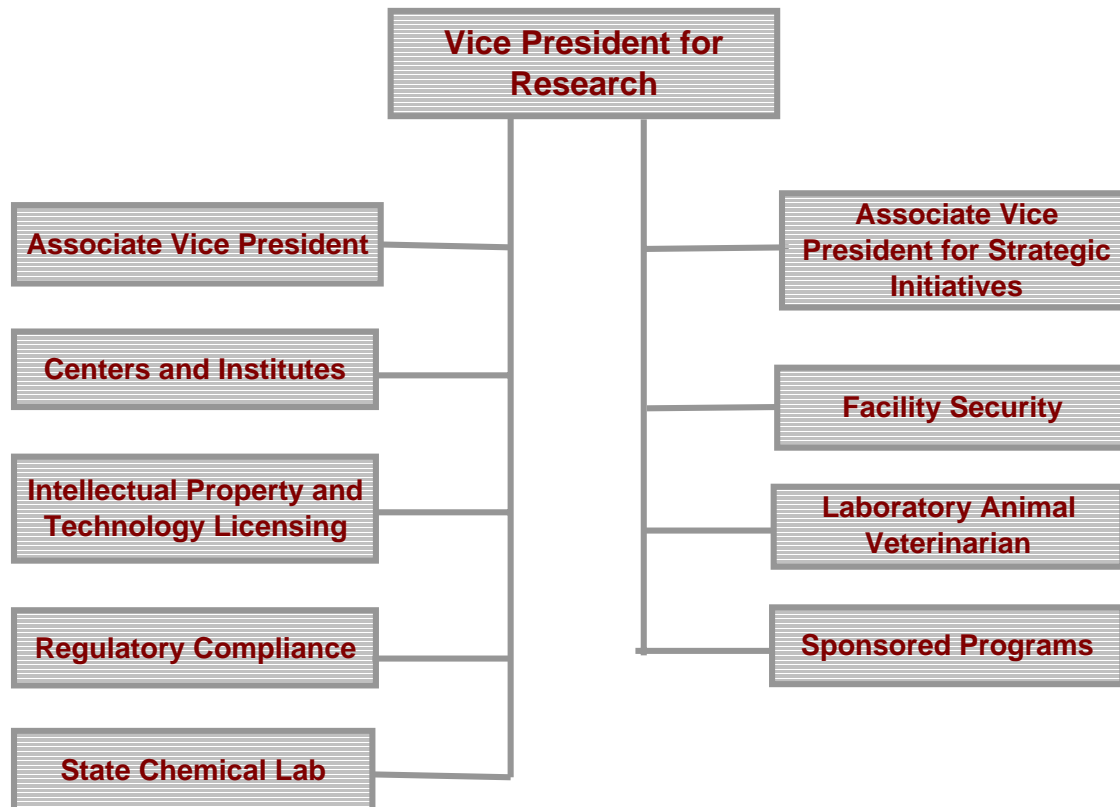 Vice President for
Research
Associate Vice President
Centers and Institutes
Intellectual Property and
Technology Licensing
Regulatory Compliance
State Chemical Lab
Associate Vice
President for Strategic
Initiatives
Facility Security
Laboratory Animal
Veterinarian
Sponsored Programs